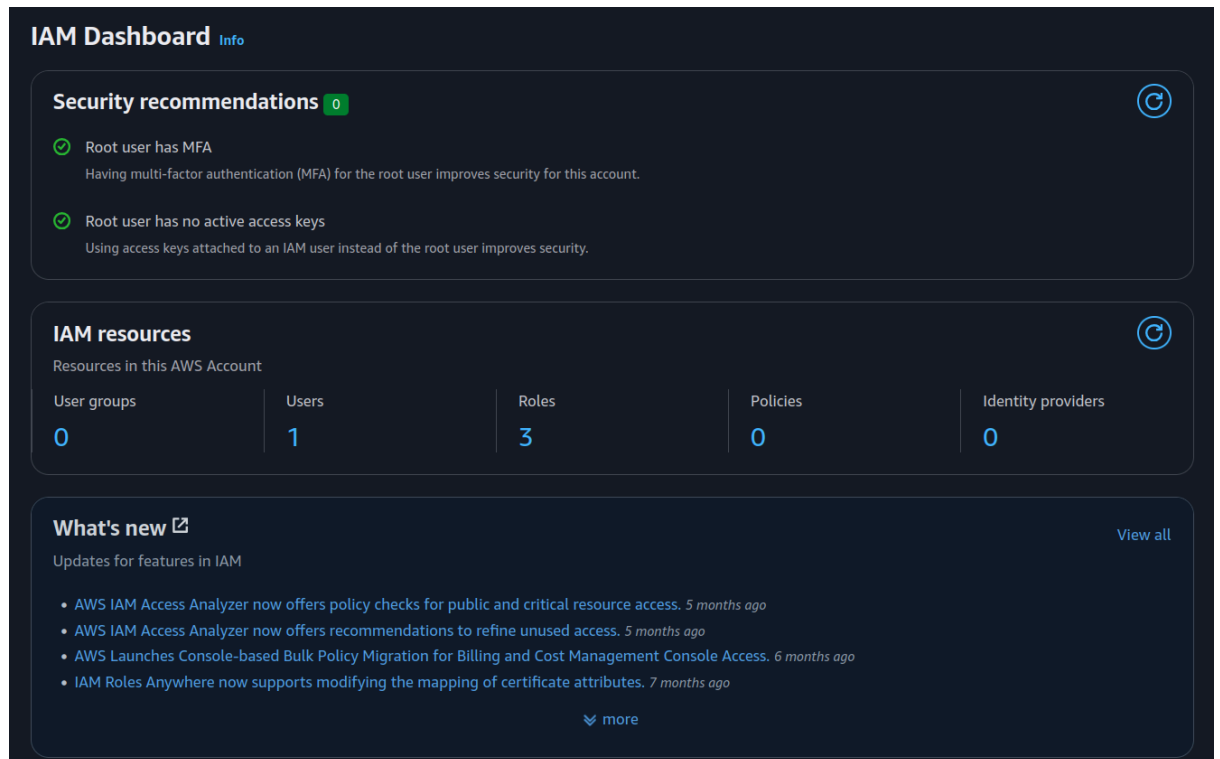 IAM Dashboard Info
Security recommendations 0
Root user has MFA
Having multi-factor authentication (MFA) for the root user improves security for this account.
Root user has no active access keys
Using access keys attached to an IAM user instead of the root user improves security.
IAM resources
Resources in this AWS Account
User groups
0
Users
1
Roles
3
Policies
0
Identity providers
0
What's new
View all
Updates for features in IAM
AWS IAM Access Analyzer now offers policy checks for public and critical resource access. 5 months ago
AWS IAM Access Analyzer now offers recommendations to refine unused access. 5 months ago
AWS Launches Console-based Bulk Policy Migration for Billing and Cost Management Console Access. 6 months ago
IAM Roles Anywhere now supports modifying the mapping of certificate attributes. 7 months ago
more